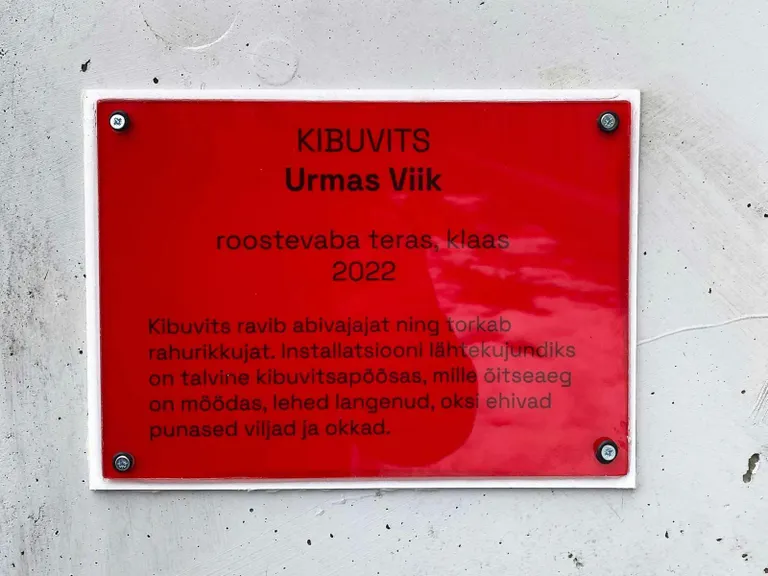 KIBUVITS
Urmas Viik
roostevaba teras, klaas
2022
Kibuvits ravib abivajajat ning torkab
rahurikkujat. Installatsiooni lähtekujundiks
on talvine kibuvitsapõõsas, mille õitseaeg
on möödas, lehed langenud, oksi ehivad
punased viljad ja okkad.